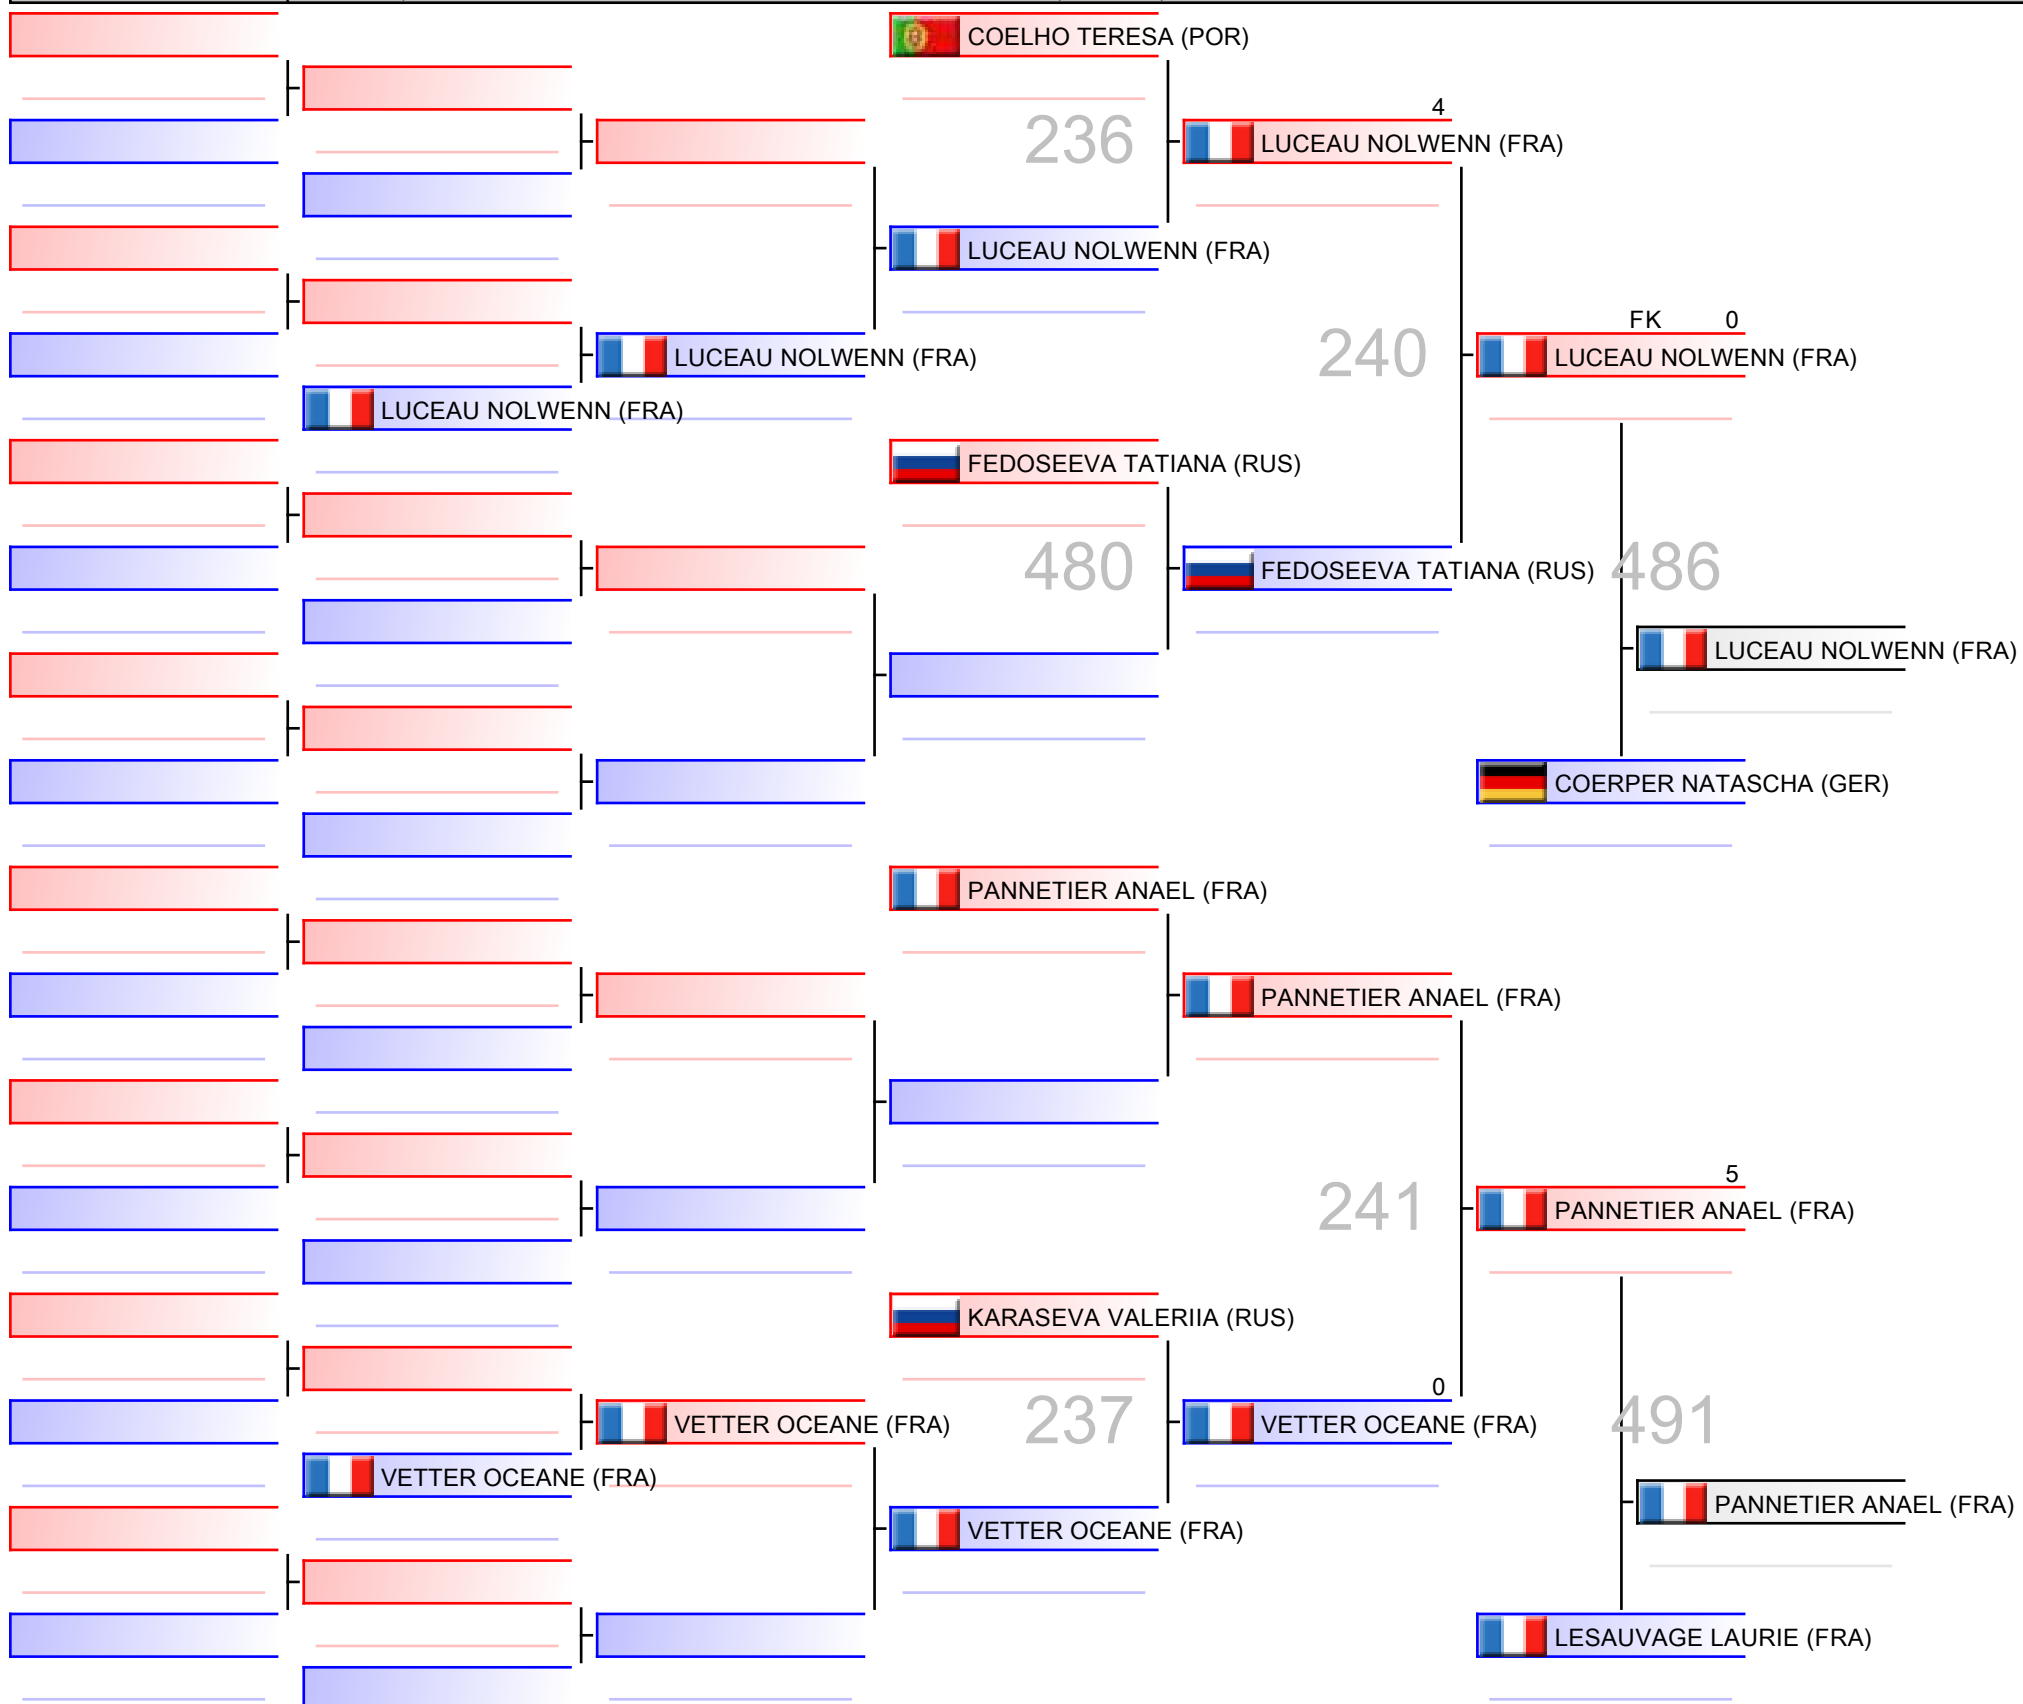 COELHO TERESA (POR)
4
236
LUCEAU NOLWENN (FRA)
LUCEAU NOLWENN (FRA)
FK 0
240
LUCEAU NOLWENN (FRA)
LUCEAU NOLWENN (FRA)
LUCEAU NOLWENN (FRA)
FEDOSEEVA TATIANA (RUS)
480
FEDOSEEVA TATIANA (RUS)
486
LUCEAU NOLWENN (FRA)
COERPER NATASCHA (GER)
PANNETIER ANAEL (FRA)
PANNETIER ANAEL (FRA)
5
241
PANNETIER ANAEL (FRA)
KARASEVA VALERIIA (RUS)
0
VETTER OCEANE (FRA)
237
VETTER OCEANE (FRA)
491
VETTER OCEANE (FRA)
PANNETIER ANAEL (FRA)
VETTER OCEANE (FRA)
LESAUVAGE LAURIE (FRA)